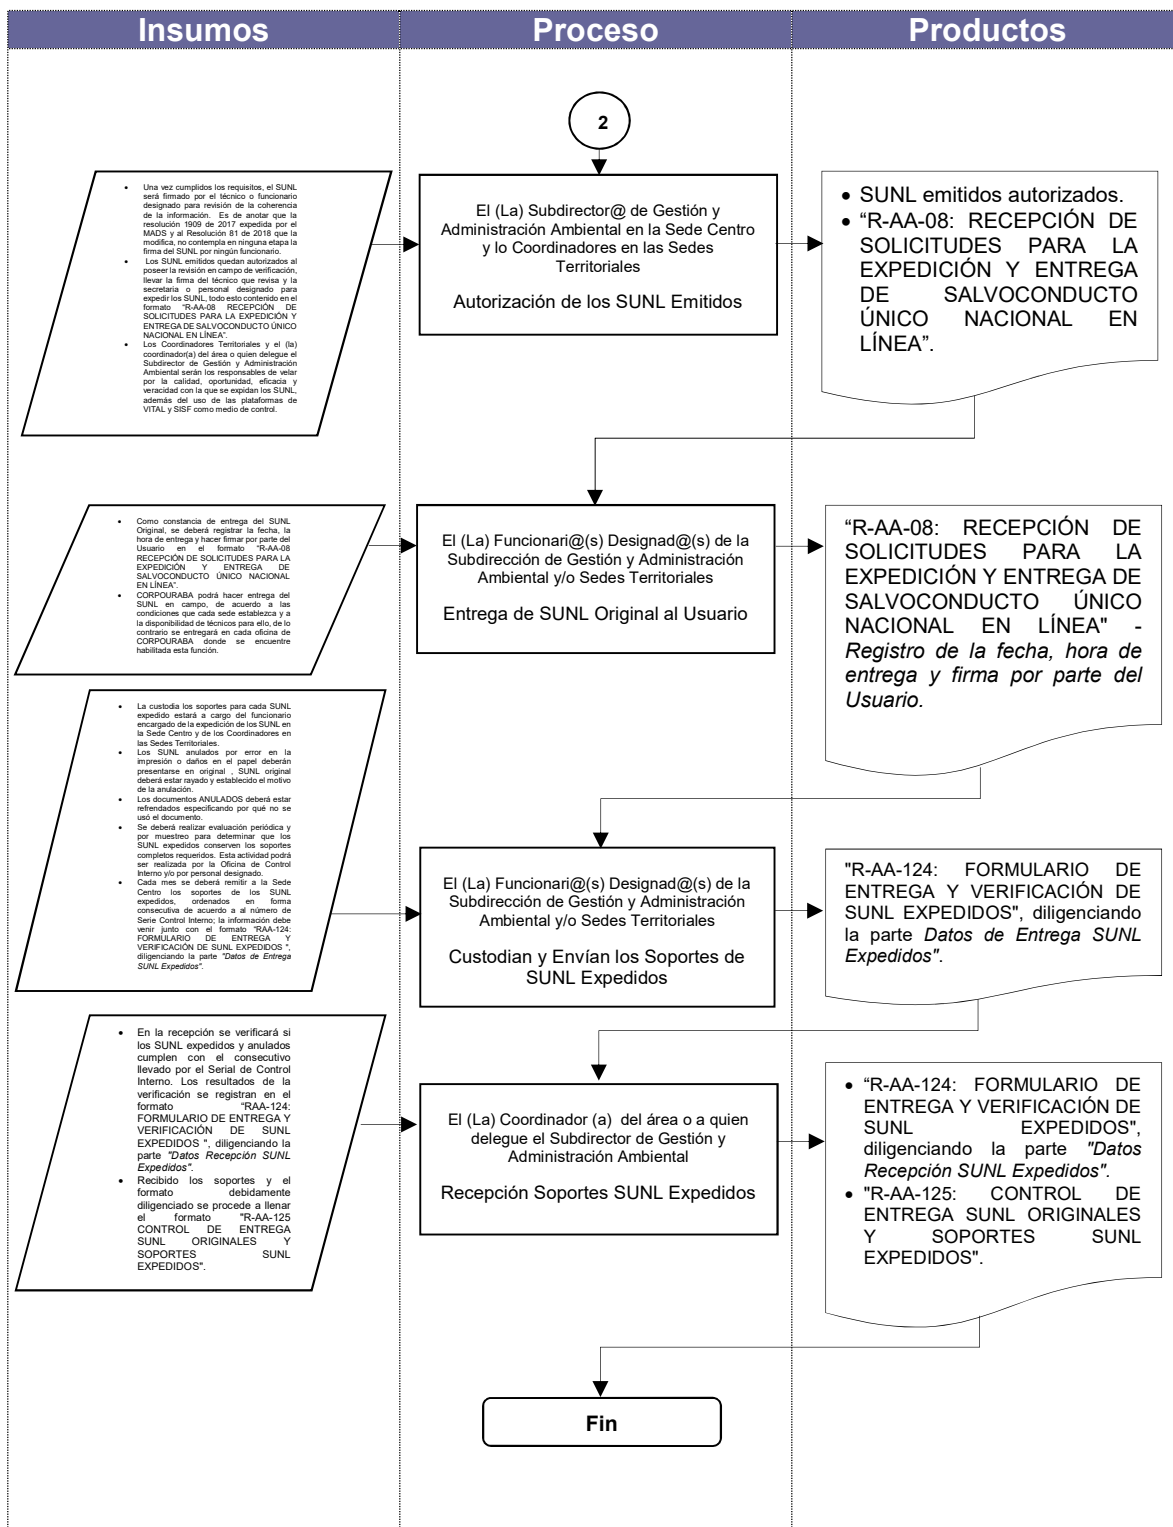 Insumos
Proceso
Productos
2
• Una vez cumplidos los requisitos, el SUNL
será firmado por el técnico o funcionario
designado para revisión de la coherencia
de la información. Es de anotar que la
resolución 1909 de 2017 expedida por el
MADS y al Resolución 81 de 2018 que la
modifica, no contempla en ninguna etapa la
firma del SUNL por ningún funcionario.
• Los SUNL emitidos quedan autorizados al
poseer la revisión en campo de verificación,
llevar la firma del técnico que revisa y la
secretaria o personal designado para
expedir los SUNL, todo esto contenido en el
formato “R-AA-08 RECEPCIÓN DE
SOLICITUDES PARA LA EXPEDICIÓN Y
ENTREGA DE SALVOCONDUCTO ÚNICO
NACIONAL EN LÍNEA”.
• Los Coordinadores Territoriales y el (la)
coordinador(a) del área o quien delegue el
Subdirector de Gestión y Administración
Ambiental serán los responsables de velar
por la calidad, oportunidad, eficacia y
veracidad con la que se expidan los SUNL,
además del uso de las plataformas de
VITAL y SISF como medio de control.
El (La) Subdirector@ de Gestión y
Administración Ambiental en la Sede Centro
y lo Coordinadores en las Sedes
Territoriales
Autorización de los SUNL Emitidos
• SUNL emitidos autorizados.
• “R-AA-08: RECEPCIÓN DE
SOLICITUDES PARA LA
EXPEDICIÓN Y ENTREGA
DE SALVOCONDUCTO
ÚNICO NACIONAL EN
LÍNEA”.
• Como constancia de entrega del SUNL
Original, se deberá registrar la fecha, la
hora de entrega y hacer firmar por parte del
Usuario en el formato “R-AA-08
RECEPCIÓN DE SOLICITUDES PARA LA
EXPEDICIÓN Y ENTREGA DE
SALVOCONDUCTO ÚNICO NACIONAL
EN LÍNEA”.
• CORPOURABA podrá hacer entrega del
SUNL en campo, de acuerdo a las
condiciones que cada sede establezca y a
la disponibilidad de técnicos para ello, de lo
contrario se entregará en cada oficina de
CORPOURABA donde se encuentre
habilitada esta función.
El (La) Funcionari@(s) Designad@(s) de la
Subdirección de Gestión y Administración
Ambiental y/o Sedes Territoriales
Entrega de SUNL Original al Usuario
“R-AA-08: RECEPCIÓN DE
SOLICITUDES PARA LA
EXPEDICIÓN Y ENTREGA DE
SALVOCONDUCTO ÚNICO
NACIONAL EN LÍNEA" -
Registro de la fecha, hora de
entrega y firma por parte del
Usuario.
• La custodia los soportes para cada SUNL
expedido estará a cargo del funcionario
encargado de la expedición de los SUNL en
la Sede Centro y de los Coordinadores en
las Sedes Territoriales.
• Los SUNL anulados por error en la
impresión o daños en el papel deberán
presentarse en original , SUNL original
deberá estar rayado y establecido el motivo
de la anulación.
• Los documentos ANULADOS deberá estar
refrendados especificando por qué no se
usó el documento.
• Se deberá realizar evaluación periódica y
por muestreo para determinar que los
SUNL expedidos conserven los soportes
completos requeridos. Esta actividad podrá
ser realizada por la Oficina de Control
Interno y/o por personal designado.
• Cada mes se deberá remitir a la Sede
Centro los soportes de los SUNL
expedidos, ordenados en forma
consecutiva de acuerdo a al número de
Serie Control Interno; la información debe
venir junto con el formato “RAA-124:
FORMULARIO DE ENTREGA Y
VERIFICACIÓN DE SUNL EXPEDIDOS ",
diligenciando la parte "Datos de Entrega
SUNL Expedidos".
El (La) Funcionari@(s) Designad@(s) de la
Subdirección de Gestión y Administración
Ambiental y/o Sedes Territoriales
Custodian y Envían los Soportes de
SUNL Expedidos
"R-AA-124: FORMULARIO DE
ENTREGA Y VERIFICACIÓN DE
SUNL EXPEDIDOS", diligenciando
la parte Datos de Entrega SUNL
Expedidos".
• En la recepción se verificará si
los SUNL expedidos y anulados
cumplen con el consecutivo
llevado por el Serial de Control
Interno. Los resultados de la
verificación se registran en el
formato “RAA-124:
FORMULARIO DE ENTREGA Y
VERIFICACIÓN DE SUNL
EXPEDIDOS ", diligenciando la
parte "Datos Recepción SUNL
Expedidos".
• Recibido los soportes y el
formato debidamente
diligenciado se procede a llenar
el formato "R-AA-125
CONTROL DE ENTREGA
SUNL ORIGINALES Y
SOPORTES SUNL
EXPEDIDOS".
El (La) Coordinador (a) del área o a quien
delegue el Subdirector de Gestión y
Administración Ambiental
Recepción Soportes SUNL Expedidos
• “R-AA-124: FORMULARIO DE
ENTREGA Y VERIFICACIÓN DE
SUNL EXPEDIDOS",
diligenciando la parte "Datos
Recepción SUNL Expedidos".
• "R-AA-125: CONTROL DE
ENTREGA SUNL ORIGINALES
Y SOPORTES SUNL
EXPEDIDOS".
Fin